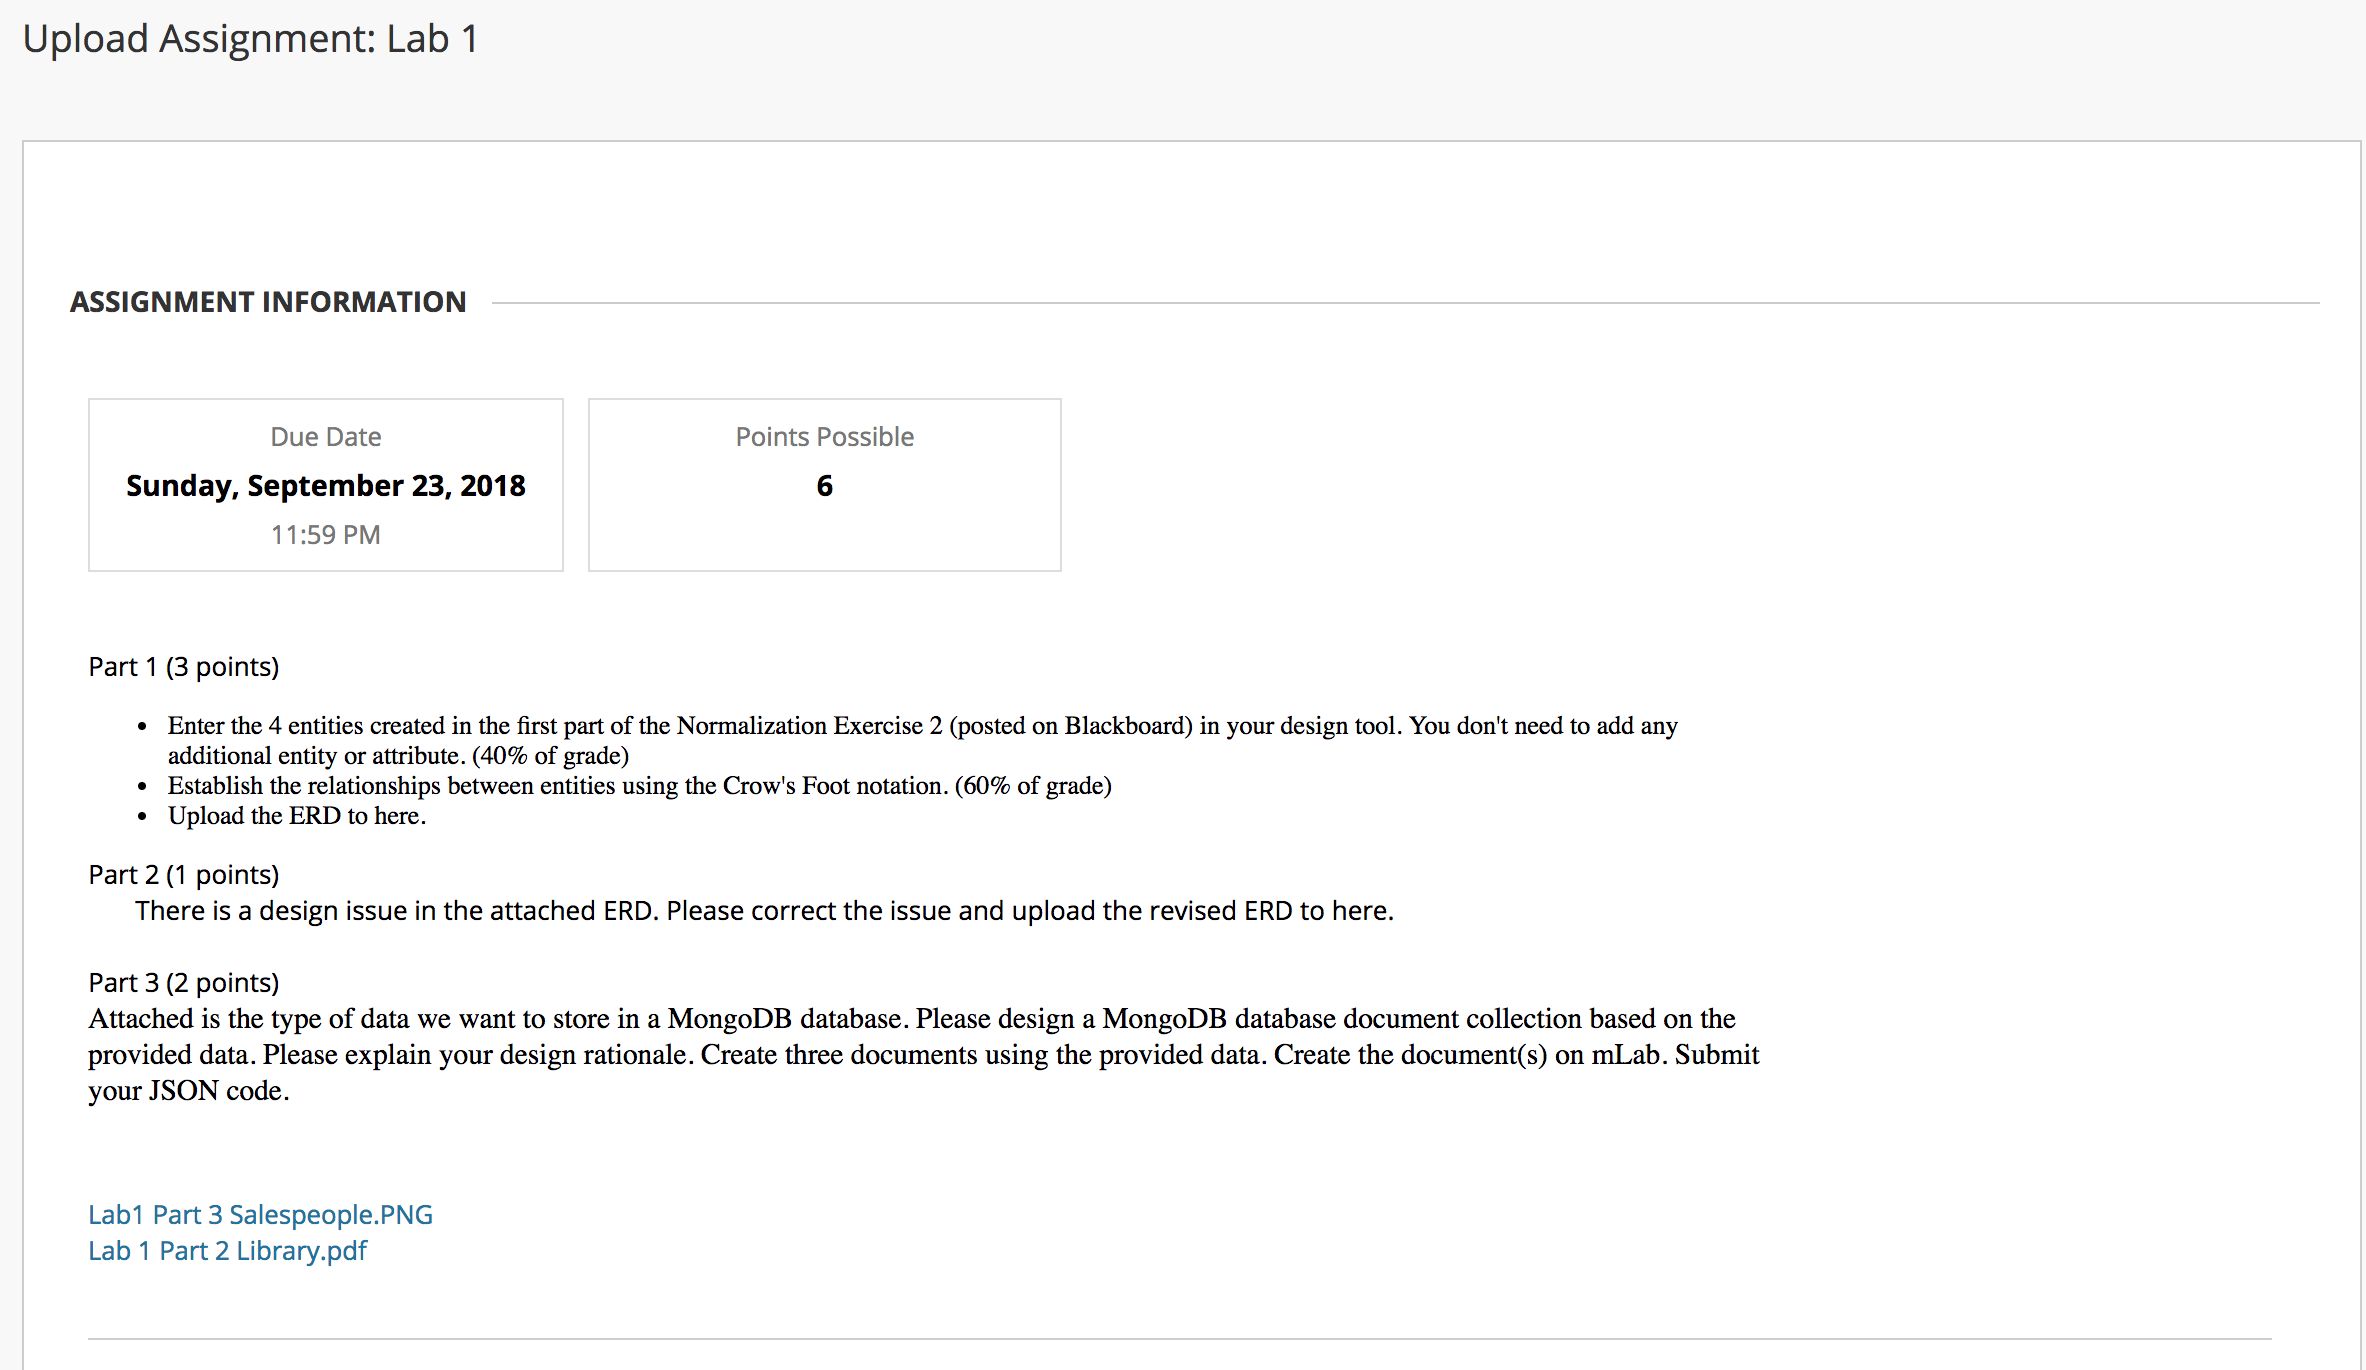 Upload Assignment: Lab 1
ASSIGNMENT INFORMATION
Due Date
Sunday, September 23, 2018
11:59 PM
Points Possible
6
Part 1 (3 points)
• Enter the 4 entities created in the first part of the Normalization Exercise 2 (posted on Blackboard) in your design tool. You don't need to add any
additional entity or attribute. (40% of grade)
• Establish the relationships between entities using the Crow's Foot notation. (60% of grade)
• Upload the ERD to here.
Part 2 (1 points)
There is a design issue in the attached ERD. Please correct the issue and upload the revised ERD to here.
Part 3 (2 points)
Attached is the type of data we want to store in a MongoDB database. Please design a MongoDB database document collection based on the
provided data. Please explain your design rationale. Create three documents using the provided data. Create the document(s) on mLab. Submit
your JSON code.
Lab1 Part 3 Salespeople.PNG
Lab 1 Part 2 Library.pdf